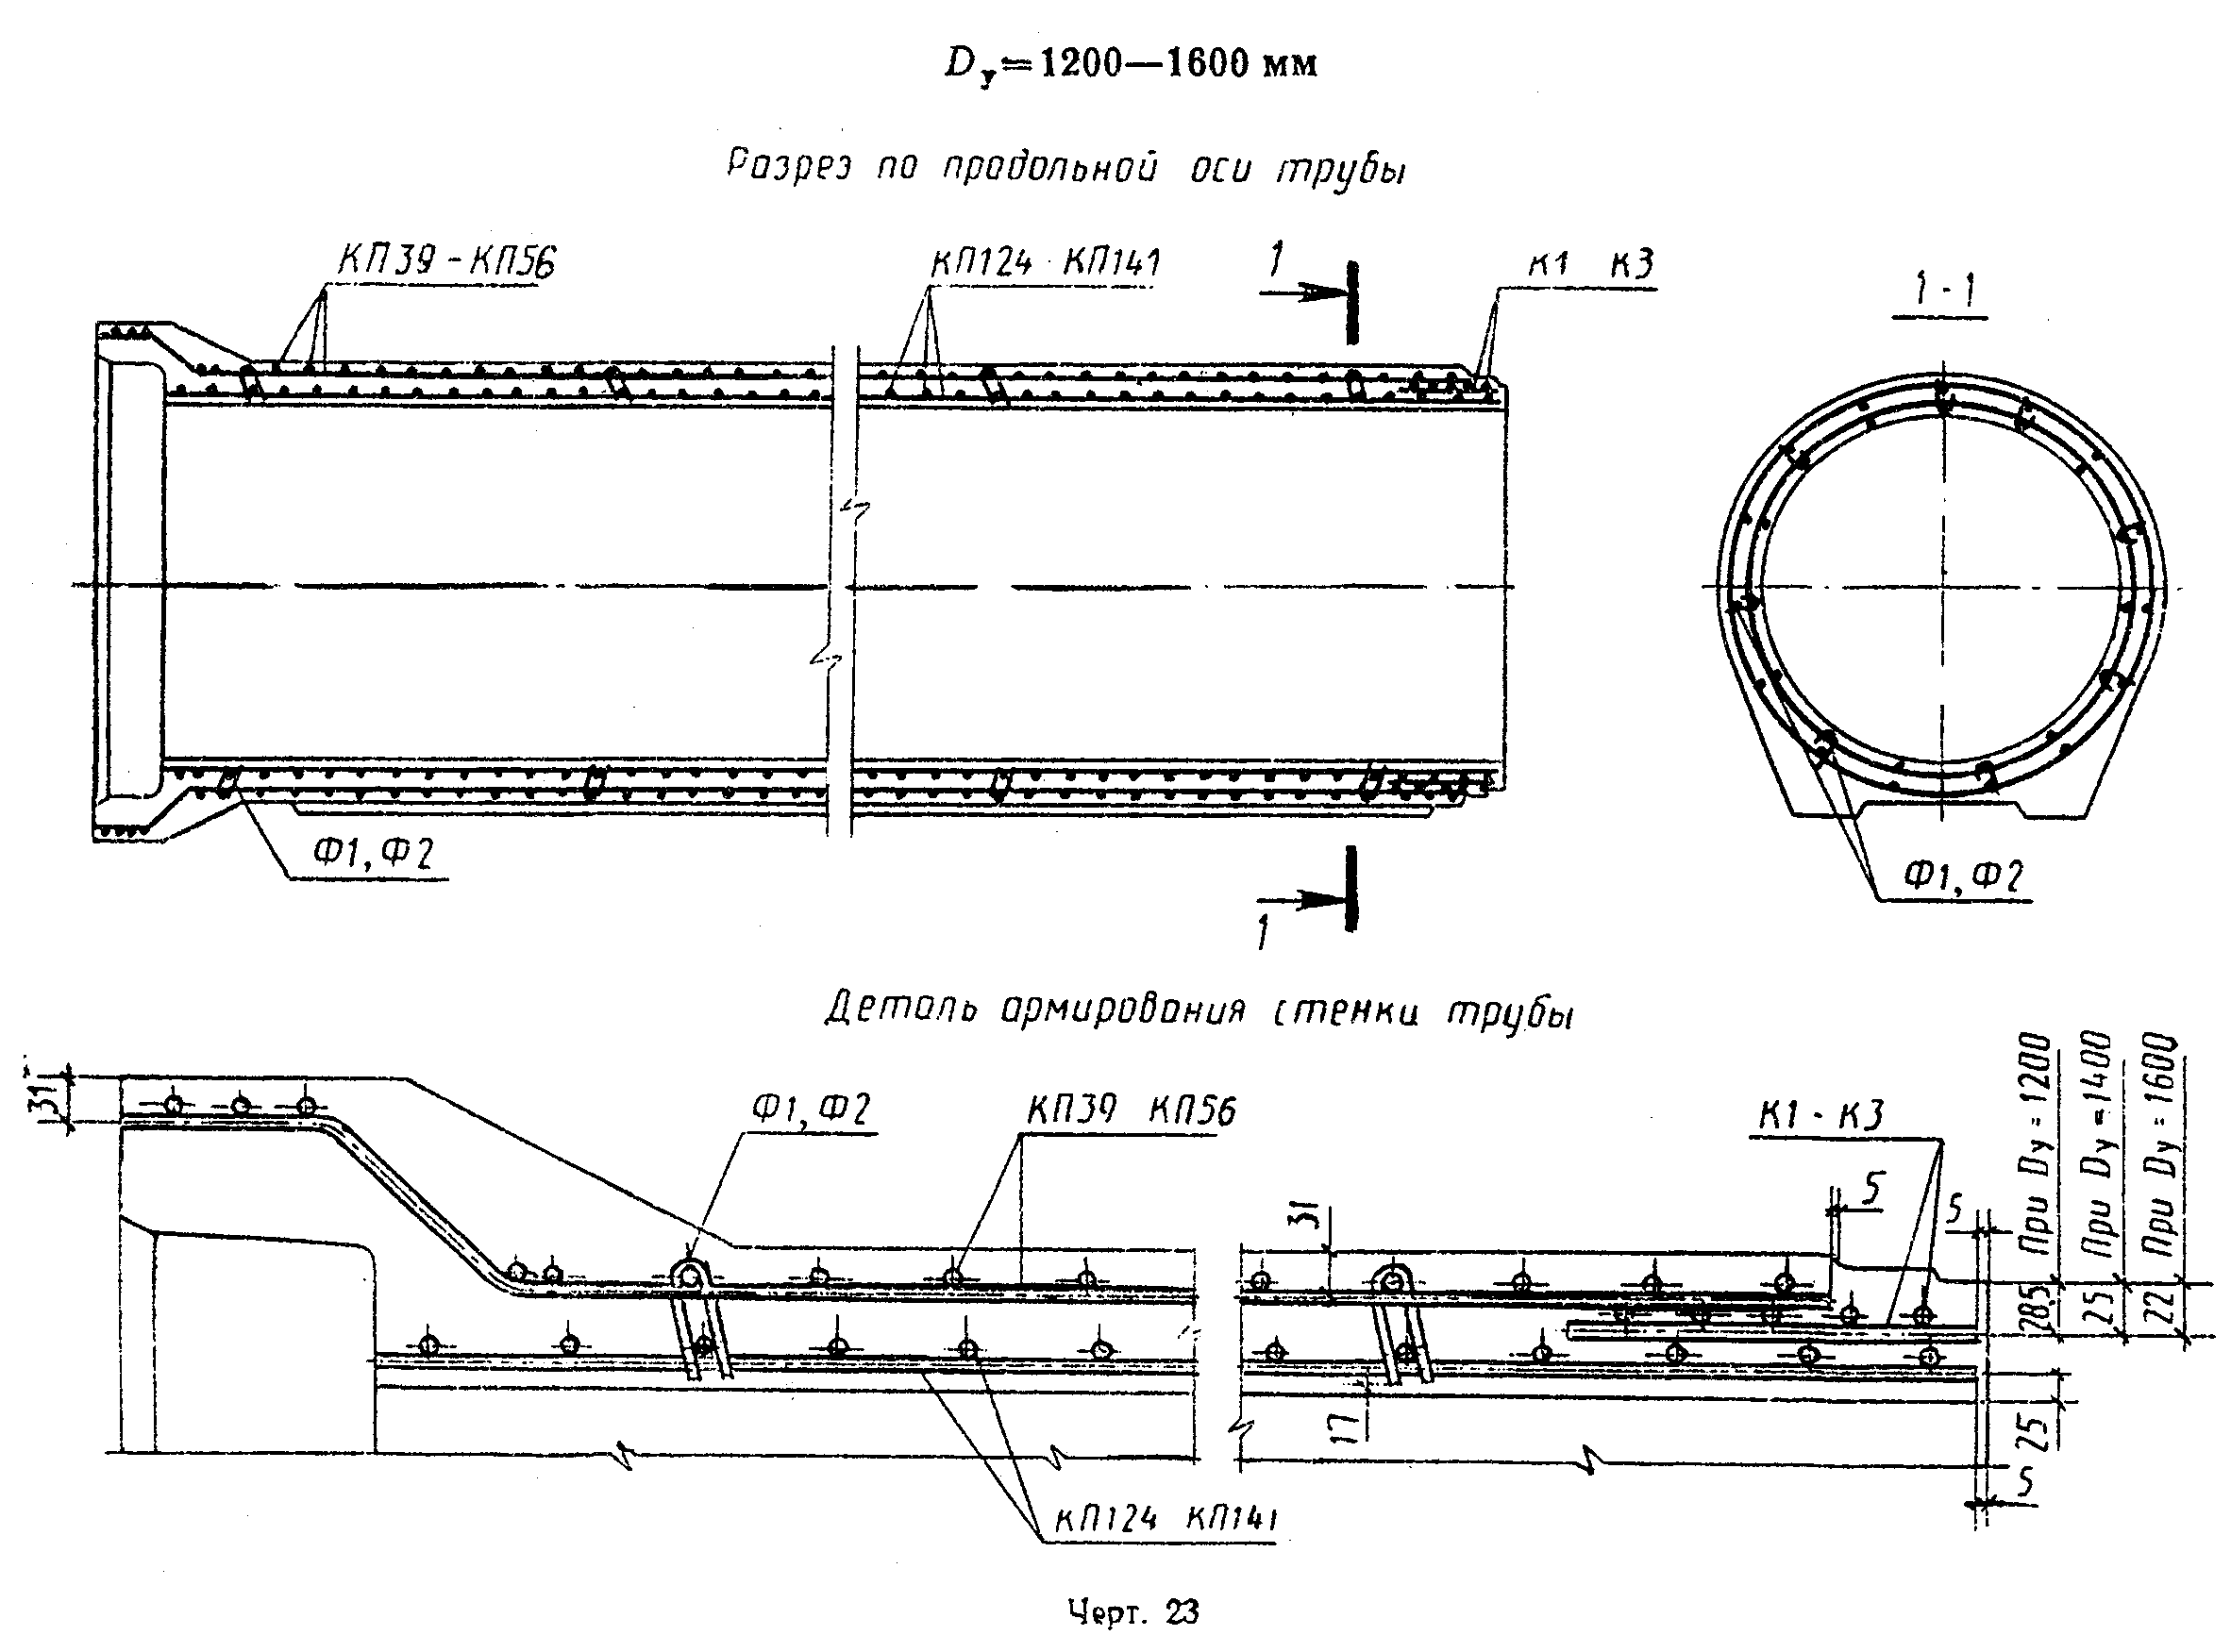 Dу=1200—1600 мм
Разрез по продольной оси трубы
КП39 - КП56
КП124 - КП141
1
К1 К3
1-1
Ф1, Ф2
1
Ф1, Ф2
Деталь армирования стенки трубы
31
Ф1, Ф2
КП39 КП56
31
К1 - К3
5
5
При Dу = 1200
При Dу = 1400
При Dу = 1600
28,5
25
22
17
25
5
КП124 КП141
Черт. 23